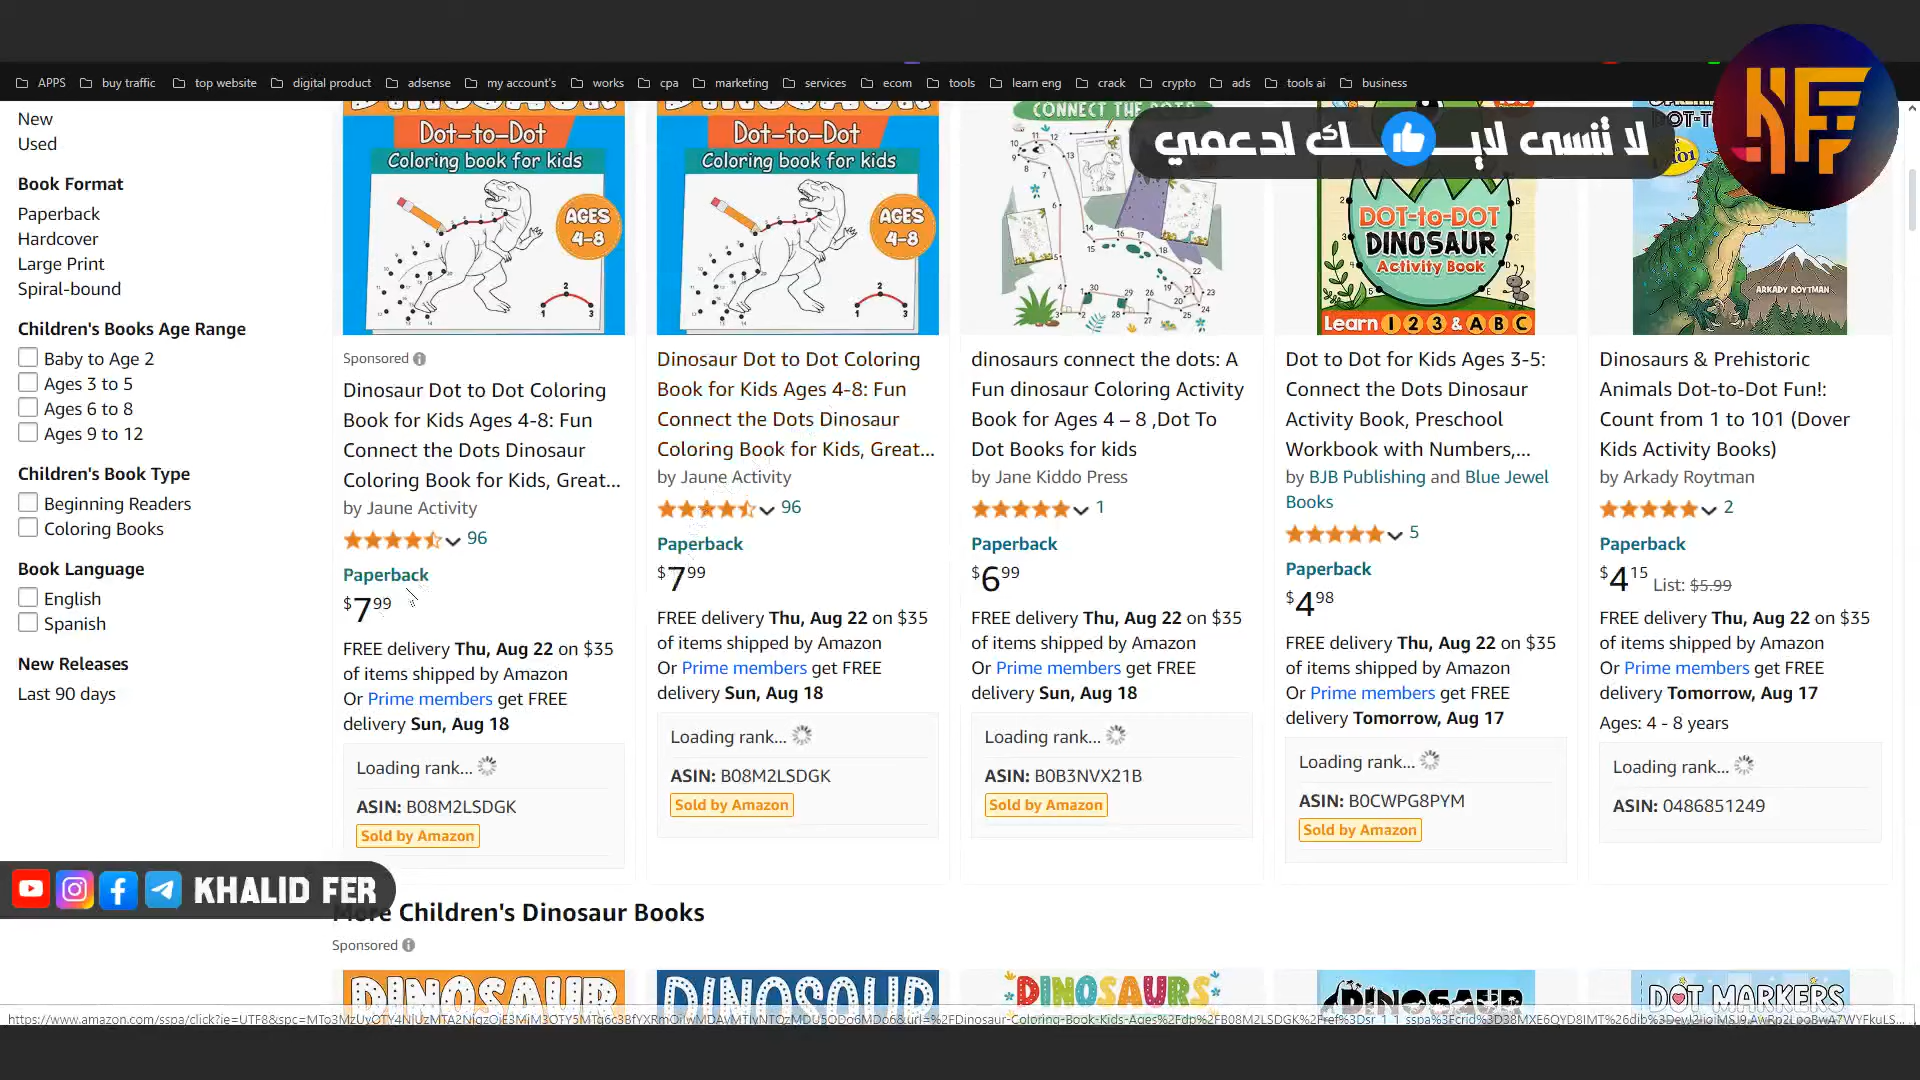 APPS buy traffic top website digital product adsense my account's works cpa marketing services ecom tools learn eng crack crypto ads tools ai business
لا تنسى لايك لدعمي
KF
New
Used
Book Format
Paperback
Hardcover
Large Print
Spiral-bound
Children's Books Age Range
Baby to Age 2
Ages 3 to 5
Ages 6 to 8
Ages 9 to 12
Children's Book Type
Beginning Readers
Coloring Books
Book Language
English
Spanish
New Releases
Last 90 days
DINOSAUR
Dot-to-Dot
Coloring book for kids
AGES
4-8
Sponsored
Dinosaur Dot to Dot Coloring
Book for Kids Ages 4-8: Fun
Connect the Dots Dinosaur
Coloring Book for Kids, Great...
by Jaune Activity
96
Paperback
$7 99
FREE delivery Thu, Aug 22 on $35
of items shipped by Amazon
Or Prime members get FREE
delivery Sun, Aug 18
Loading rank...
ASIN: B08M2LSDGK
Sold by Amazon
DINOSAUR
Dot-to-Dot
Coloring book for kids
AGES
4-8
Dinosaur Dot to Dot Coloring
Book for Kids Ages 4-8: Fun
Connect the Dots Dinosaur
Coloring Book for Kids, Great...
by Jaune Activity
96
Paperback
$7 99
FREE delivery Thu, Aug 22 on $35
of items shipped by Amazon
Or Prime members get FREE
delivery Sun, Aug 18
Loading rank...
ASIN: B08M2LSDGK
Sold by Amazon
CONNECT THE DOTS
dinosaurs connect the dots: A
Fun dinosaur Coloring Activity
Book for Ages 4 – 8 ,Dot To
Dot Books for kids
by Jane Kiddo Press
1
Paperback
$6 99
FREE delivery Thu, Aug 22 on $35
of items shipped by Amazon
Or Prime members get FREE
delivery Sun, Aug 18
Loading rank...
ASIN: B0B3NVX21B
Sold by Amazon
DOT-to-DOT
DINOSAUR
Activity Book
Learn 1 2 3 & A B C
Dot to Dot for Kids Ages 3-5:
Connect the Dots Dinosaur
Activity Book, Preschool
Workbook with Numbers,...
by BJB Publishing and Blue Jewel
Books
5
Paperback
$4 98
FREE delivery Thu, Aug 22 on $35
of items shipped by Amazon
Or Prime members get FREE
delivery Tomorrow, Aug 17
Loading rank...
ASIN: B0CWPG8PYM
Sold by Amazon
ARKADY ROYTMAN
Dinosaurs & Prehistoric
Animals Dot-to-Dot Fun!:
Count from 1 to 101 (Dover
Kids Activity Books)
by Arkady Roytman
2
Paperback
$4 15 List: $5.99
FREE delivery Thu, Aug 22 on $35
of items shipped by Amazon
Or Prime members get FREE
delivery Tomorrow, Aug 17
Ages: 4 - 8 years
Loading rank...
ASIN: 0486851249
KHALID FER
More Children's Dinosaur Books
Sponsored
DINOSAUR
DINOSAUR
DINOSAURS
DINOSAUR
DOT MARKERS